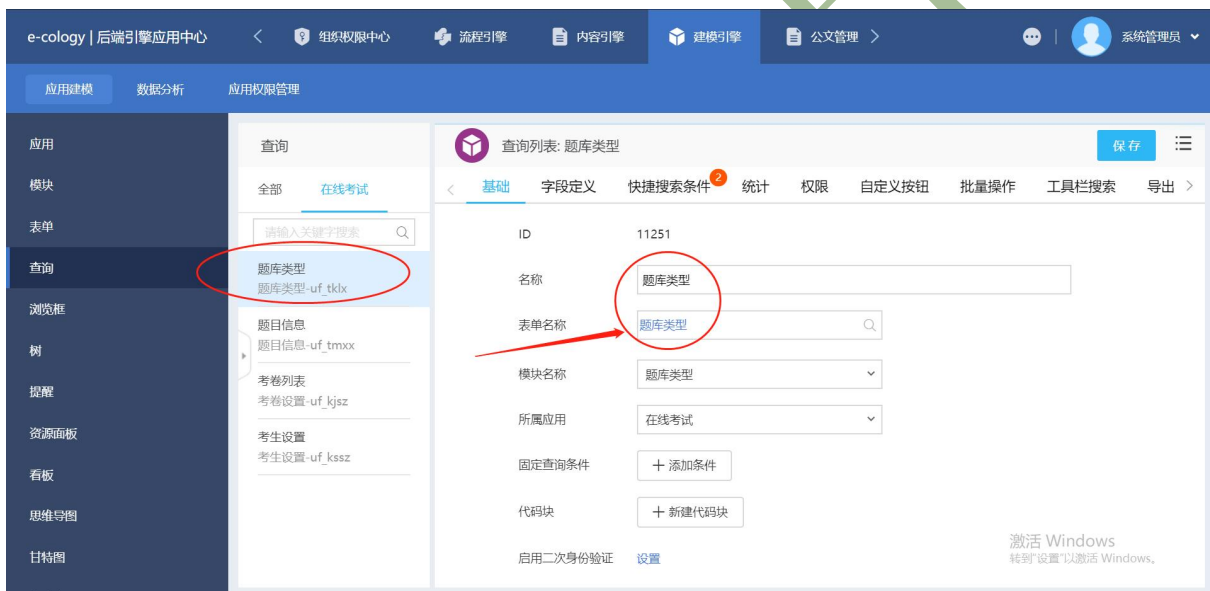 e-cology | 后端引擎应用中心 < 组织权限中心 流程引擎 内容引擎 建模引擎 公文管理 > 系统管理员
应用建模 数据分析 应用权限管理
应用
模块
表单
查询
浏览框
树
提醒
资源面板
看板
思维导图
甘特图
查询
全部 在线考试
请输入关键字搜索
题库类型
题库类型-uf_tklx
题目信息
题目信息-uf_tmxx
考卷列表
考卷设置-uf_kjsz
考生设置
考生设置-uf_kssz
查询列表: 题库类型 保存
< 基础 字段定义 快捷搜索条件 2 统计 权限 自定义按钮 批量操作 工具栏搜索 导出 >
ID 11251
名称 题库类型
表单名称 题库类型
模块名称 题库类型
所属应用 在线考试
固定查询条件 + 添加条件
代码块 + 新建代码块
启用二次身份验证 设置
激活 Windows
转到"设置"以激活 Windows。